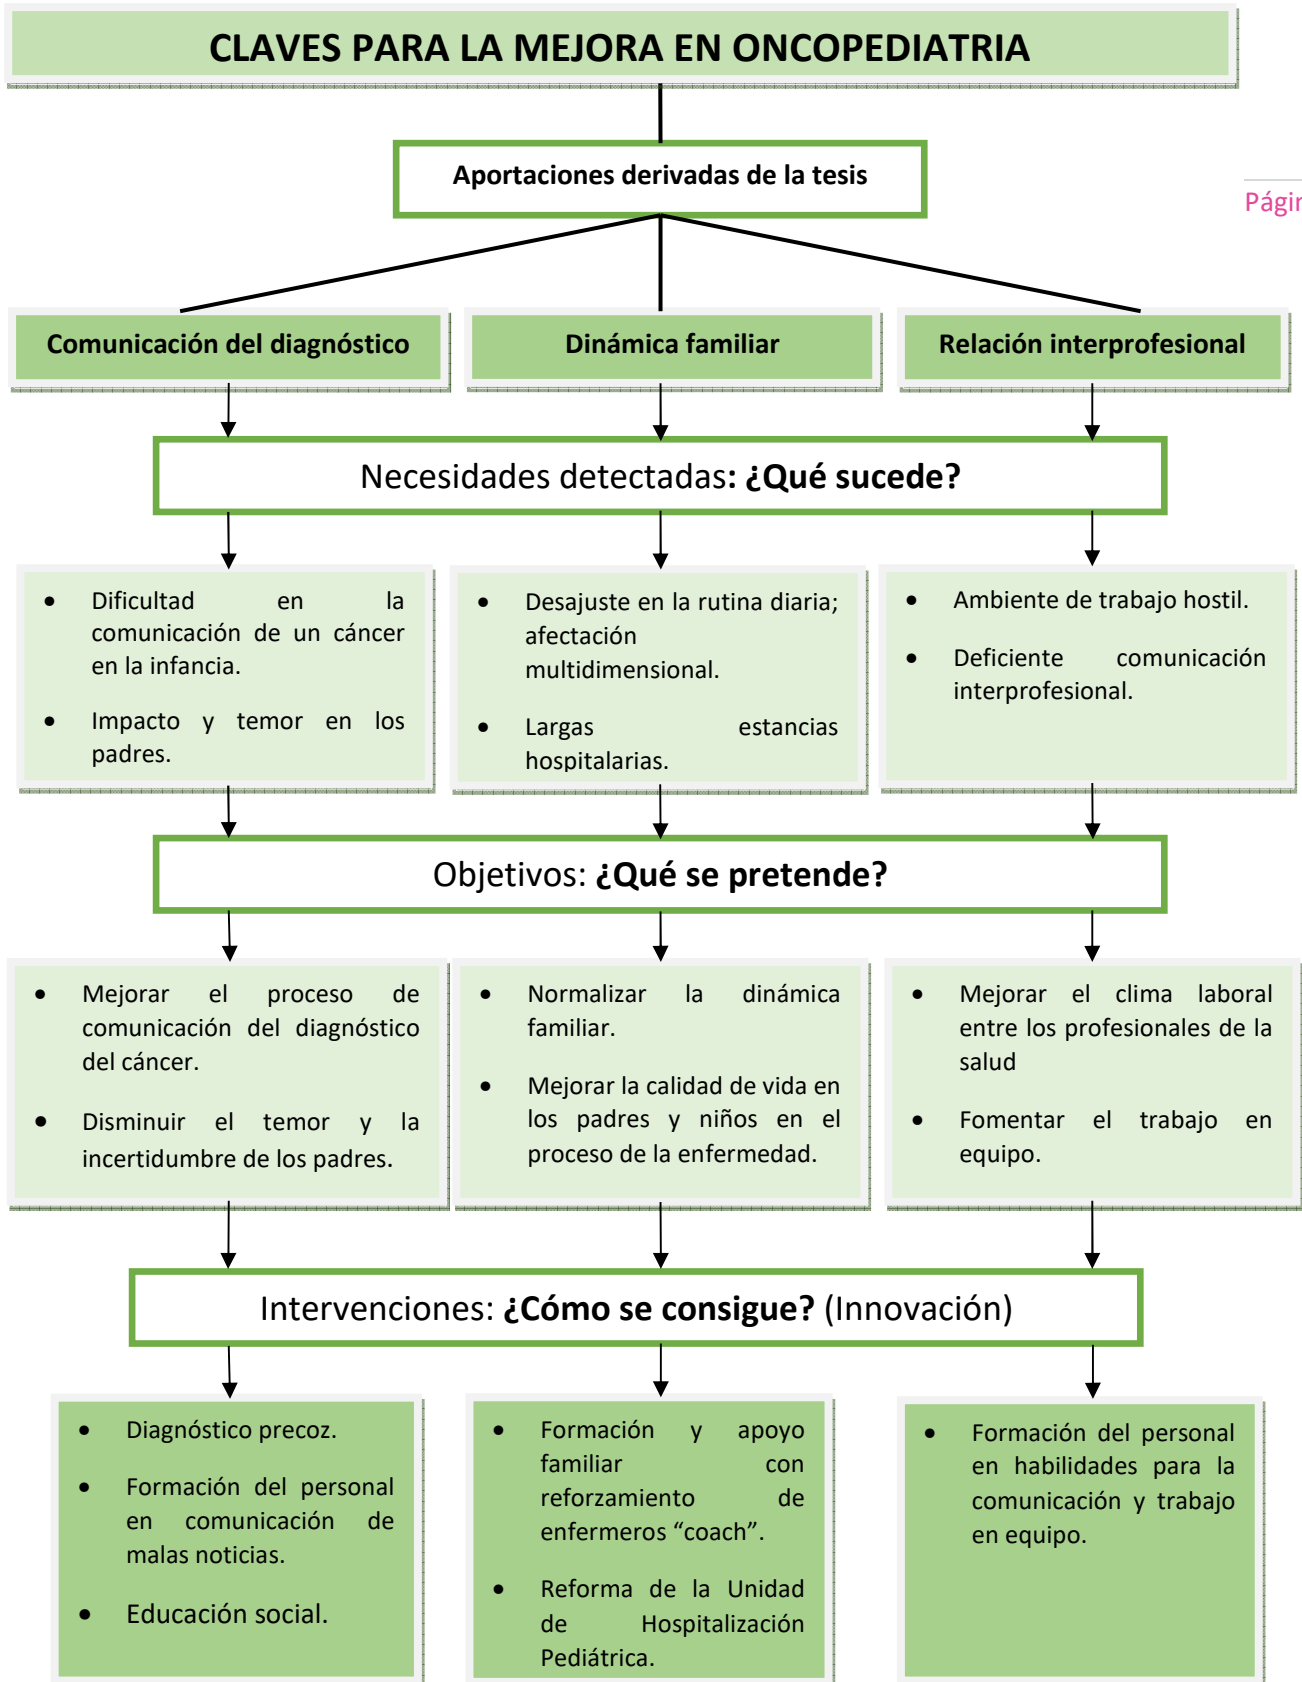 CLAVES PARA LA MEJORA EN ONCOPEDIATRIA
Aportaciones derivadas de la tesis
Comunicación del diagnóstico
Dinámica familiar
Relación interprofesional
Necesidades detectadas: ¿Qué sucede?
• Dificultad en la
comunicación de un cáncer
en la infancia.
• Impacto y temor en los
padres.
• Desajuste en la rutina diaria;
afectación
multidimensional.
• Largas estancias
hospitalarias.
• Ambiente de trabajo hostil.
• Deficiente comunicación
interprofesional.
Objetivos: ¿Qué se pretende?
• Mejorar el proceso de
comunicación del diagnóstico
del cáncer.
• Disminuir el temor y la
incertidumbre de los padres.
• Normalizar la dinámica
familiar.
• Mejorar la calidad de vida en
los padres y niños en el
proceso de la enfermedad.
• Mejorar el clima laboral
entre los profesionales de la
salud
• Fomentar el trabajo en
equipo.
Intervenciones: ¿Cómo se consigue? (Innovación)
• Diagnóstico precoz.
• Formación del personal
en comunicación de
malas noticias.
• Educación social.
• Formación y apoyo
familiar con
reforzamiento de
enfermeros “coach”.
• Reforma de la Unidad
de Hospitalización
Pediátrica.
• Formación del personal
en habilidades para la
comunicación y trabajo
en equipo.